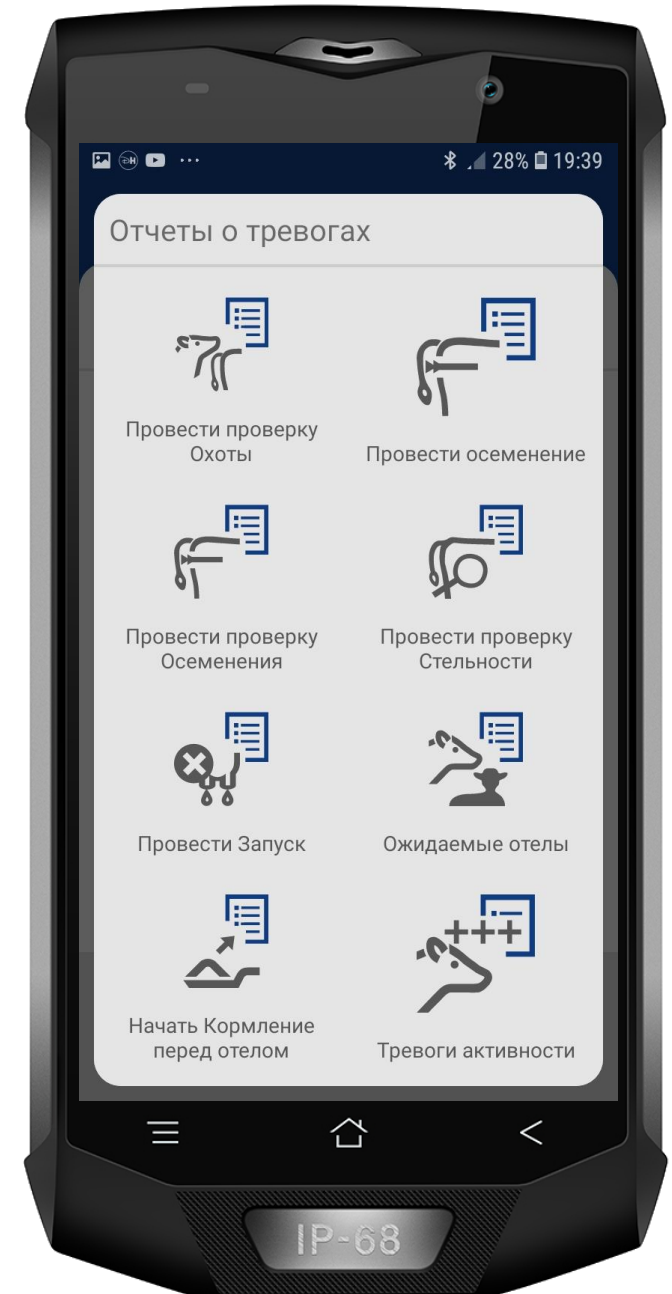 28% 19:39
Отчеты о тревогах
Провести проверку
Охоты
Провести осеменение
Провести проверку
Осеменения
Провести проверку
Стельности
Провести Запуск
Ожидаемые отелы
Начать Кормление
перед отелом
Тревоги активности
IP-68